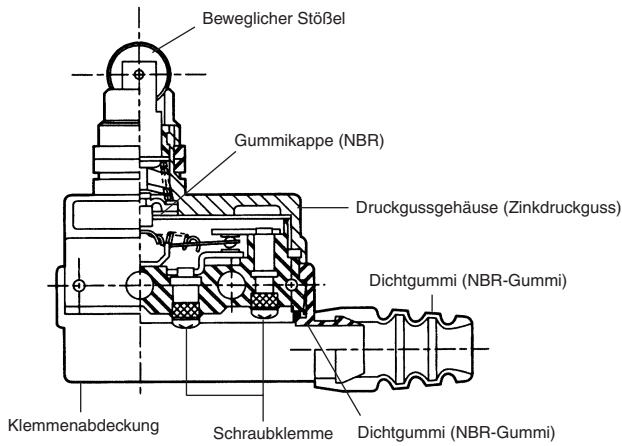 Beweglicher Stößel
Gummikappe (NBR)
Druckgussgehäuse (Zinkdruckguss)
Dichtgummi (NBR-Gummi)
Klemmenabdeckung
Schraubklemme
Dichtgummi (NBR-Gummi)